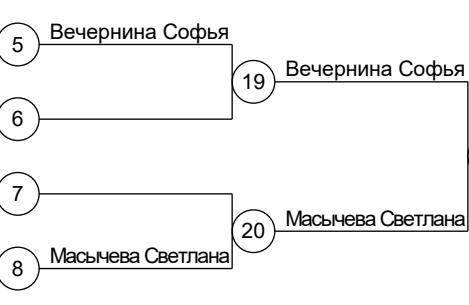 5 Вечернина Софья
19 Вечернина Софья
6
7
20 Масычева Светлана
8 Масычева Светлана